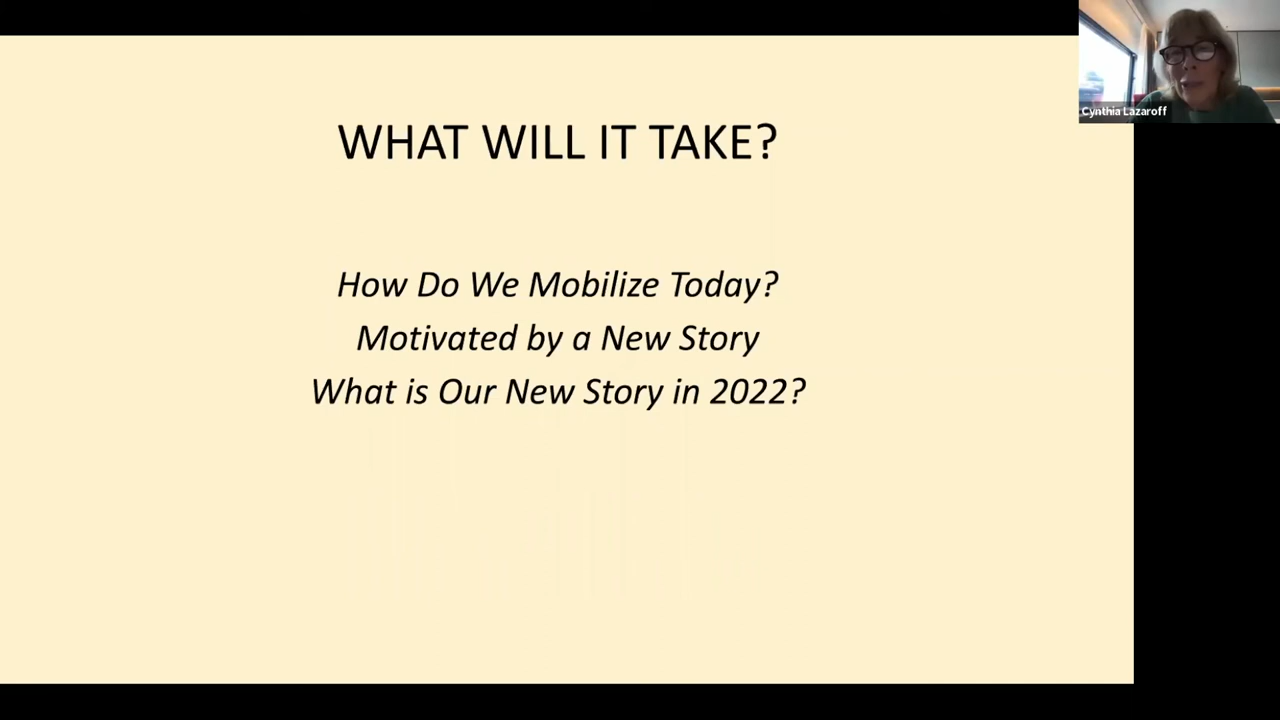 Cynthia Lazaroff
WHAT WILL IT TAKE?
How Do We Mobilize Today?
Motivated by a New Story
What is Our New Story in 2022?